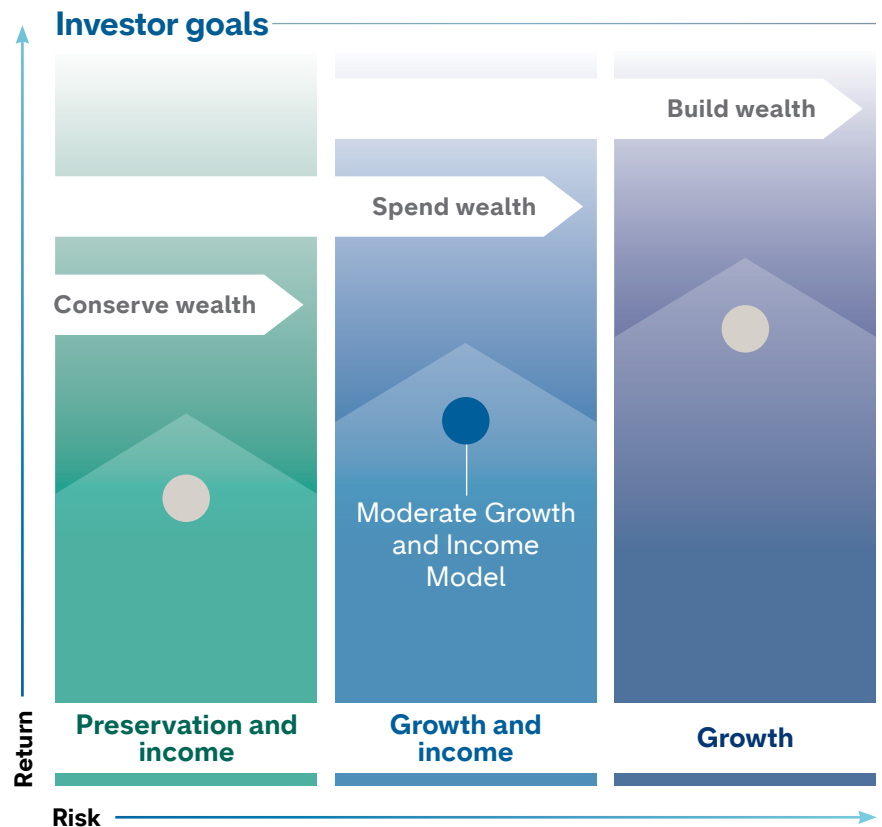 Investor goals
Build wealth
Spend wealth
Conserve wealth
Moderate Growth
and Income
Model
Return
Preservation and
income
Growth and
income
Growth
Risk